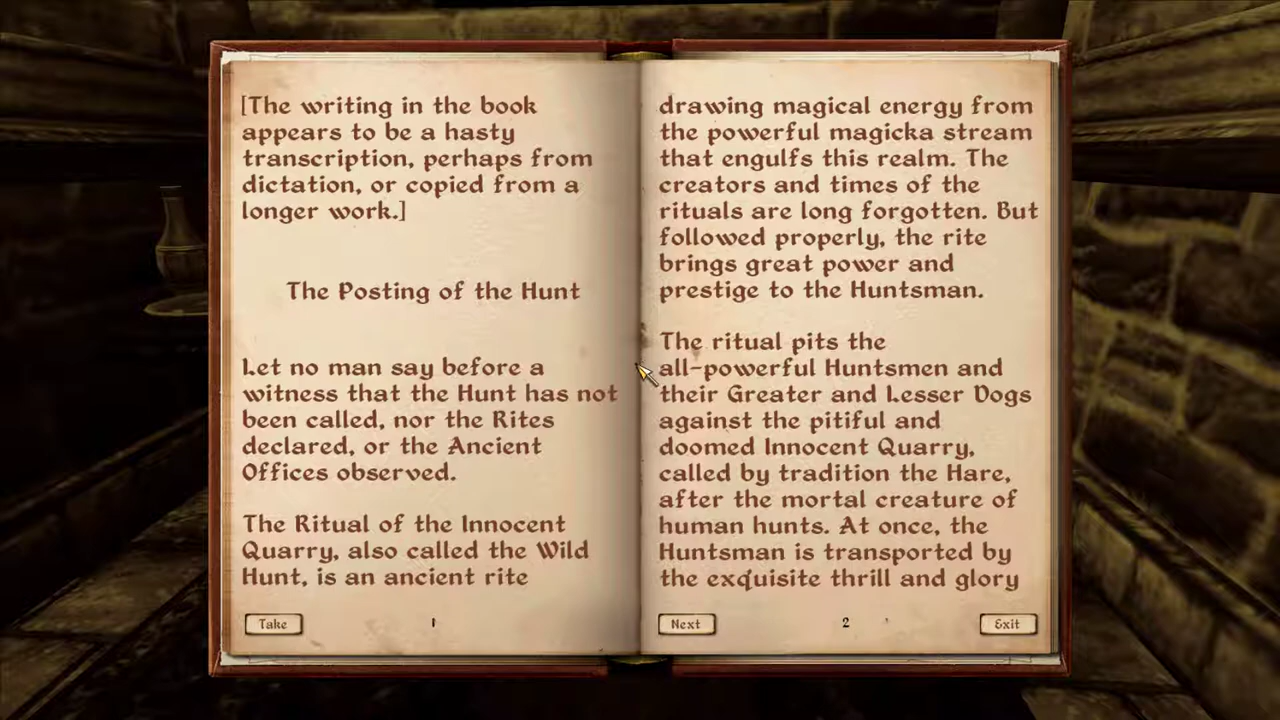 [The writing in the book
appears to be a hasty
transcription, perhaps from
dictation, or copied from a
longer work.]
The Posting of the Hunt
Let no man say before a
witness that the Hunt has not
been called, nor the Rites
declared, or the Ancient
Offices observed.
The Ritual of the Innocent
Quarry, also called the Wild
Hunt, is an ancient rite
Take
1
drawing magical energy from
the powerful magicka stream
that engulfs this realm. The
creators and times of the
rituals are long forgotten. But
followed properly, the rite
brings great power and
prestige to the Huntsman.
The ritual pits the
all-powerful Huntsmen and
their Greater and Lesser Dogs
against the pitiful and
doomed Innocent Quarry,
called by tradition the Hare,
after the mortal creature of
human hunts. At once, the
Huntsman is transported by
the exquisite thrill and glory
Next
2
Exit